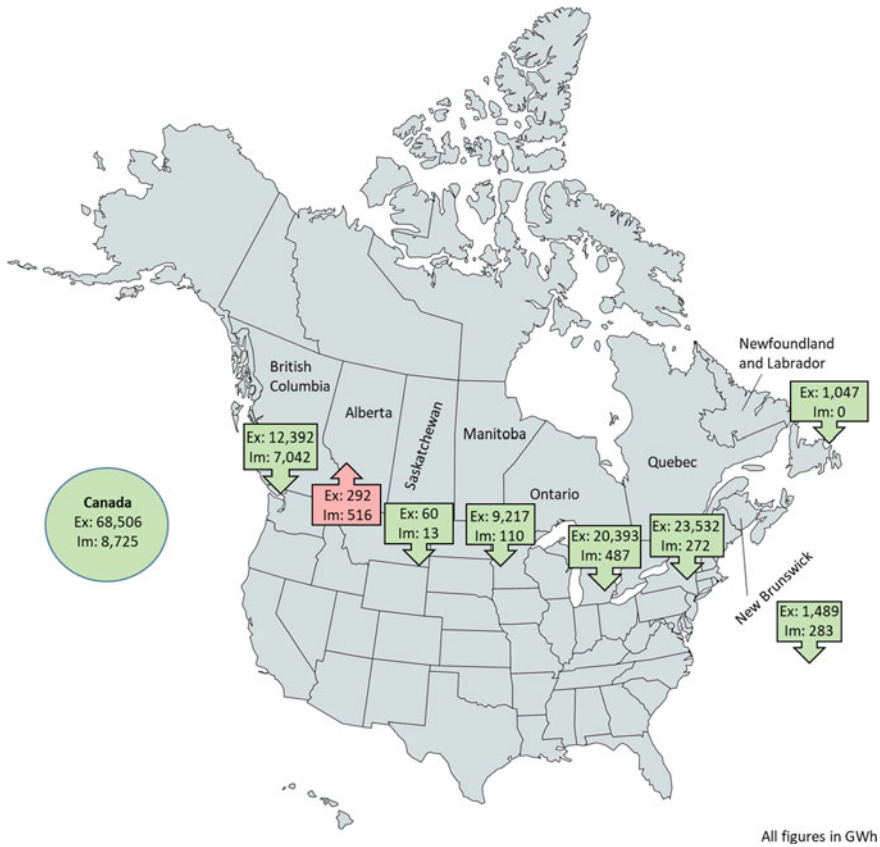 Newfoundland
and Labrador
British
Columbia
Ex: 1,047
Im: 0
Alberta
Saskatchewan
Manitoba
Ex: 12,392
Im: 7,042
Quebec
Ontario
Canada
Ex: 68,506
Im: 8,725
Ex: 292
Im: 516
Ex: 60
Im: 13
Ex: 9,217
Im: 110
Ex: 20,393
Im: 487
Ex: 23,532
Im: 272
New Brunswick
Ex: 1,489
Im: 283
All figures in GWh